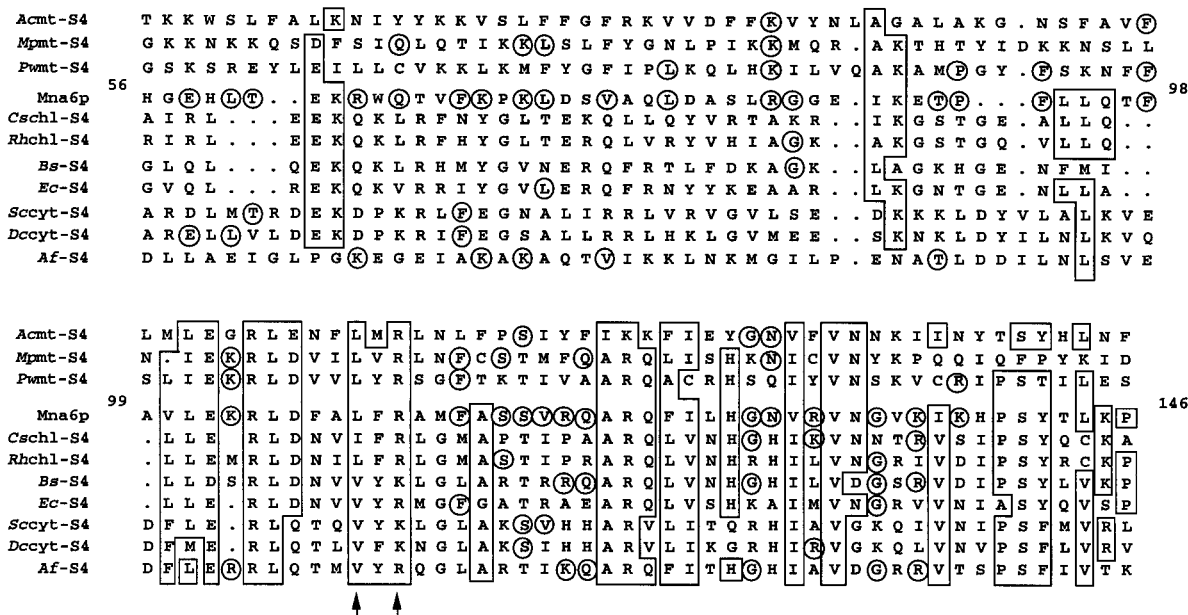 Acmt-S4 T K K W S L F A L K N I Y Y K K V S L F F G F R K V V D F F K V Y N L A G A L A K G . N S F A V F
Mpmt-S4 G K K N K K Q S D F S I Q L Q T I K K L S L F Y G N L P I K K M Q R . A K T H T Y I D K K N S L L
Pwmt-S4 G S K S R E Y L E I L L C V K K L K M F Y G F I P L K Q L H K I L V Q A K A M P G Y . F S K N F F
56 98
Mna6p H G E H L T . . E K R W Q T V F K P K L D S V A Q L D A S L R G G E . I K E T P . . . F L L Q T F
Cschl-S4 A I R L . . . E E K Q K L R F N Y G L T E K Q L L Q Y V R T A K R . . I K G S T G E . A L L Q . .
Rhchl-S4 R I R L . . . E E K Q K L R F H Y G L T E R Q L V R Y V H I A G K . . A K G S T G Q . V L L Q . .
Bs-S4 G L Q L . . . Q E K Q K L R H M Y G V N E R Q F R T L F D K A G K . . L A G K H G E . N F M I . .
Ec-S4 G V Q L . . . R E K Q K V R R I Y G V L E R Q F R N Y Y K E A A R . . L K G N T G E . N L L A . .
Sccyt-S4 A R D L M T R D E K D P K R L F E G N A L I R R L V R V G V L S E . . D K K K L D Y V L A L K V E
Dccyt-S4 A R E L L V L D E K D P K R I F E G S A L L R R L H K L G V M E E . . S K N K L D Y I L N L K V Q
Af-S4 D L L A E I G L P G K E G E I A K A K A Q T V I K K L N K M G I L P . E N A T L D D I L N L S V E
Acmt-S4 L M L E G R L E N F L M R L N L F P S I Y F I K K F I E Y G N V F V N N K I I N Y T S Y H L N F
Mpmt-S4 N . I E K R L D V I L V R L N F C S T M F Q A R Q L I S H K N I C V N Y K P Q Q I Q F P Y K I D
Pwmt-S4 S L I E K R L D V V L Y R S G F T K T I V A A R Q A C R H S Q I Y V N S K V C R I P S T I L E S
99 146
Mna6p A V L E K R L D F A L F R A M F A S S V R Q A R Q F I L H G N V R V N G V K I K H P S Y T L K P
Cschl-S4 . L L E . R L D N V I F R L G M A P T I P A A R Q L V N H G H I K V N N T R V S I P S Y Q C K A
Rhchl-S4 . L L E M R L D N I L F R L G M A S T I P R A R Q L V N H R H I L V N G R I V D I P S Y R C K P
Bs-S4 . L L D S R L D N V V Y K L G L A R T R R Q A R Q L V N H G H I L V D G S R V D I P S Y L V K P
Ec-S4 . L L E . R L D N V V Y R M G F G A T R A E A R Q L V S H K A I M V N G R V V N I A S Y Q V S P
Sccyt-S4 D F L E . R L Q T Q V Y K L G L A K S V H H A R V L I T Q R H I A V G K Q I V N I P S F M V R L
Dccyt-S4 D F M E . R L Q T L V F K N G L A K S I H H A R V L I K G R H I R V G K Q L V N V P S F L V R V
Af-S4 D F L E R R L Q T M V Y R Q G L A R T I K Q A R Q F I T H G H I A V D G R R V T S P S F I V T K